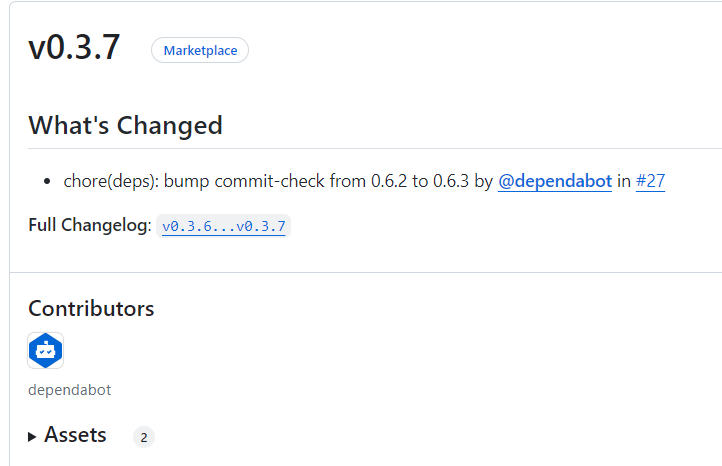 v0.3.7 Marketplace
What's Changed
• chore(deps): bump commit-check from 0.6.2 to 0.6.3 by @dependabot in #27
Full Changelog: v0.3.6...v0.3.7
Contributors
dependabot
Assets 2